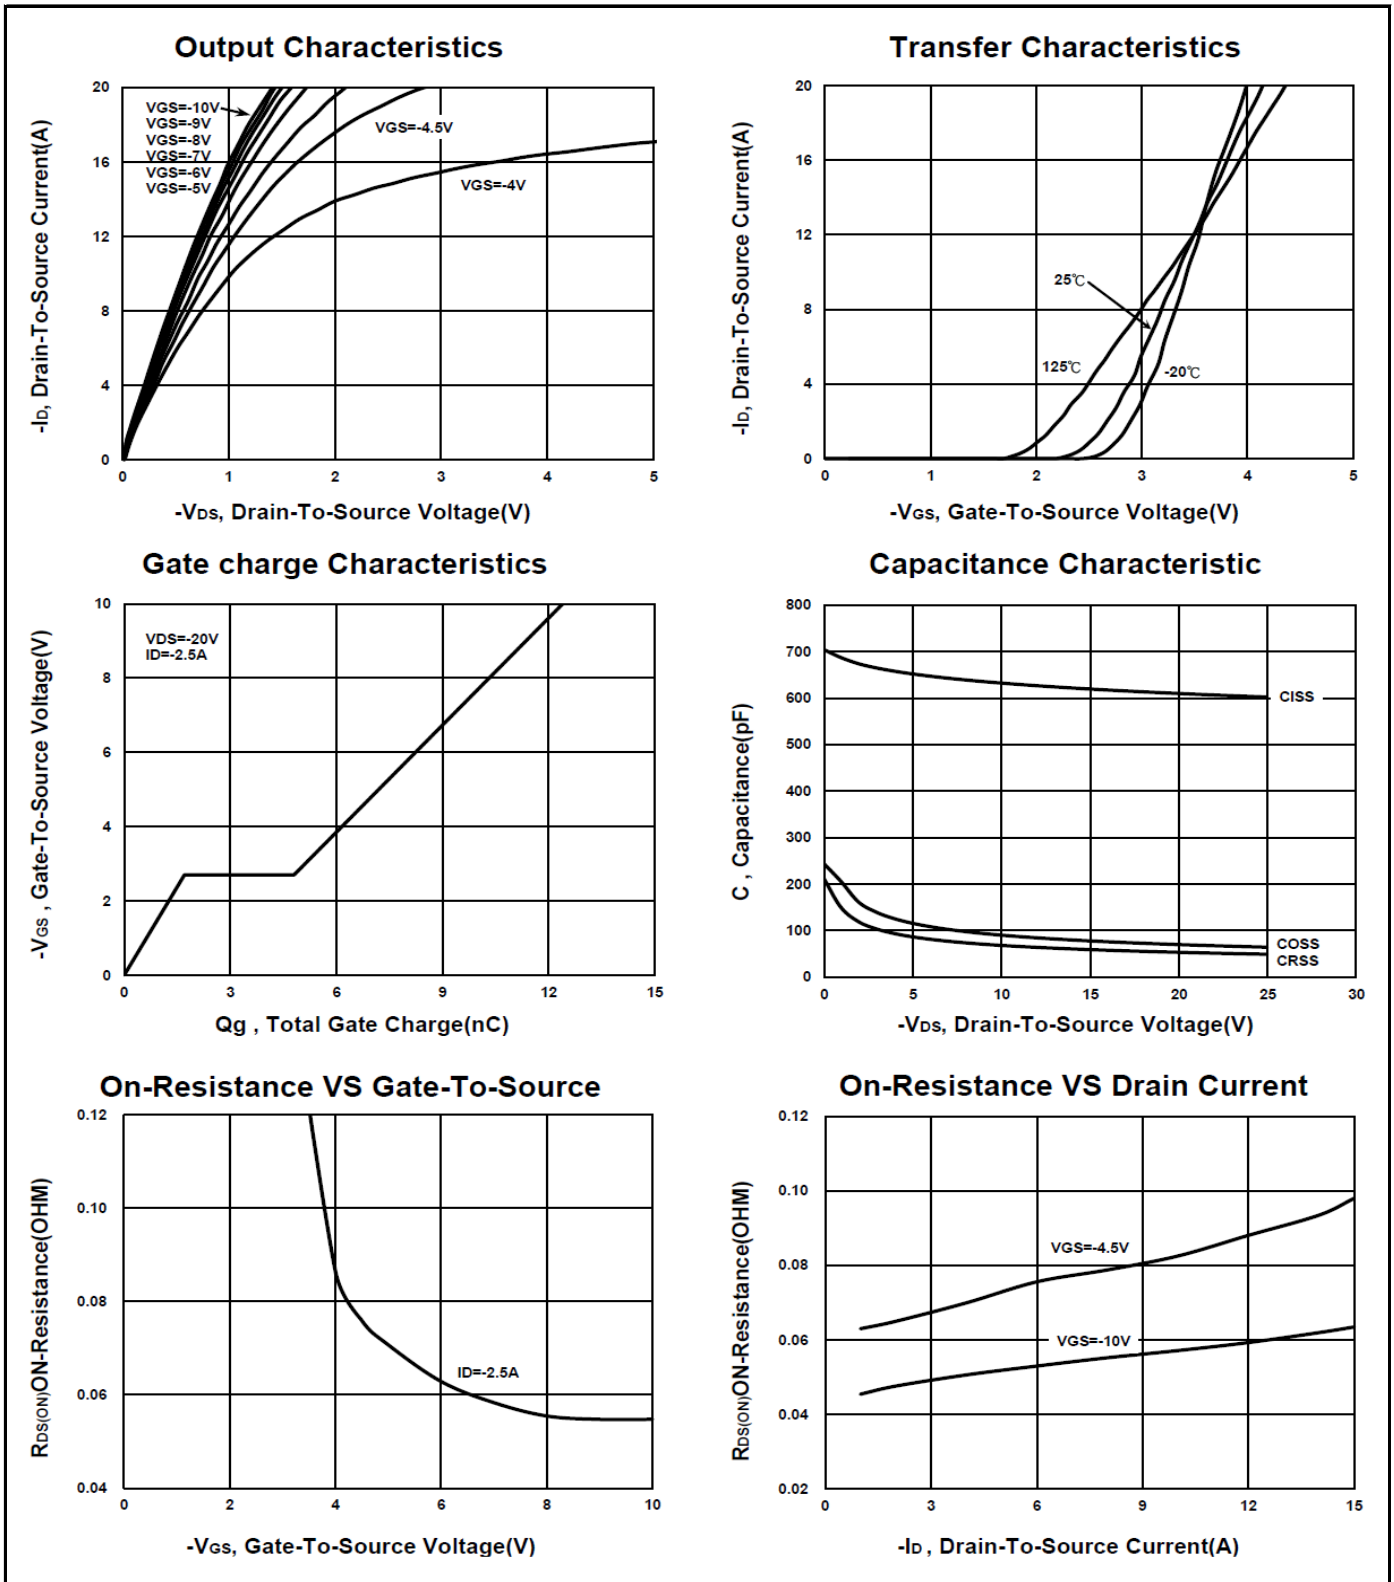 Output Characteristics
-ID, Drain-To-Source Current(A)
20
16
12
8
4
0
VGS=-10V
VGS=-9V
VGS=-8V
VGS=-7V
VGS=-6V
VGS=-5V
VGS=-4.5V
VGS=-4V
0 1 2 3 4 5
-VDS, Drain-To-Source Voltage(V)
Transfer Characteristics
-ID, Drain-To-Source Current(A)
20
16
12
8
4
0
25℃
125℃
-20℃
0 1 2 3 4 5
-VGS, Gate-To-Source Voltage(V)
Gate charge Characteristics
-VGS , Gate-To-Source Voltage(V)
10
8
6
4
2
0
VDS=-20V
ID=-2.5A
0 3 6 9 12 15
Qg , Total Gate Charge(nC)
Capacitance Characteristic
C , Capacitance(pF)
800
700
600
500
400
300
200
100
0
CISS
COSS
CRSS
0 5 10 15 20 25 30
-VDS, Drain-To-Source Voltage(V)
On-Resistance VS Gate-To-Source
RDS(ON)ON-Resistance(OHM)
0.12
0.10
0.08
0.06
0.04
ID=-2.5A
0 2 4 6 8 10
-VGS, Gate-To-Source Voltage(V)
On-Resistance VS Drain Current
RDS(ON)ON-Resistance(OHM)
0.12
0.10
0.08
0.06
0.04
0.02
VGS=-4.5V
VGS=-10V
0 3 6 9 12 15
-ID , Drain-To-Source Current(A)